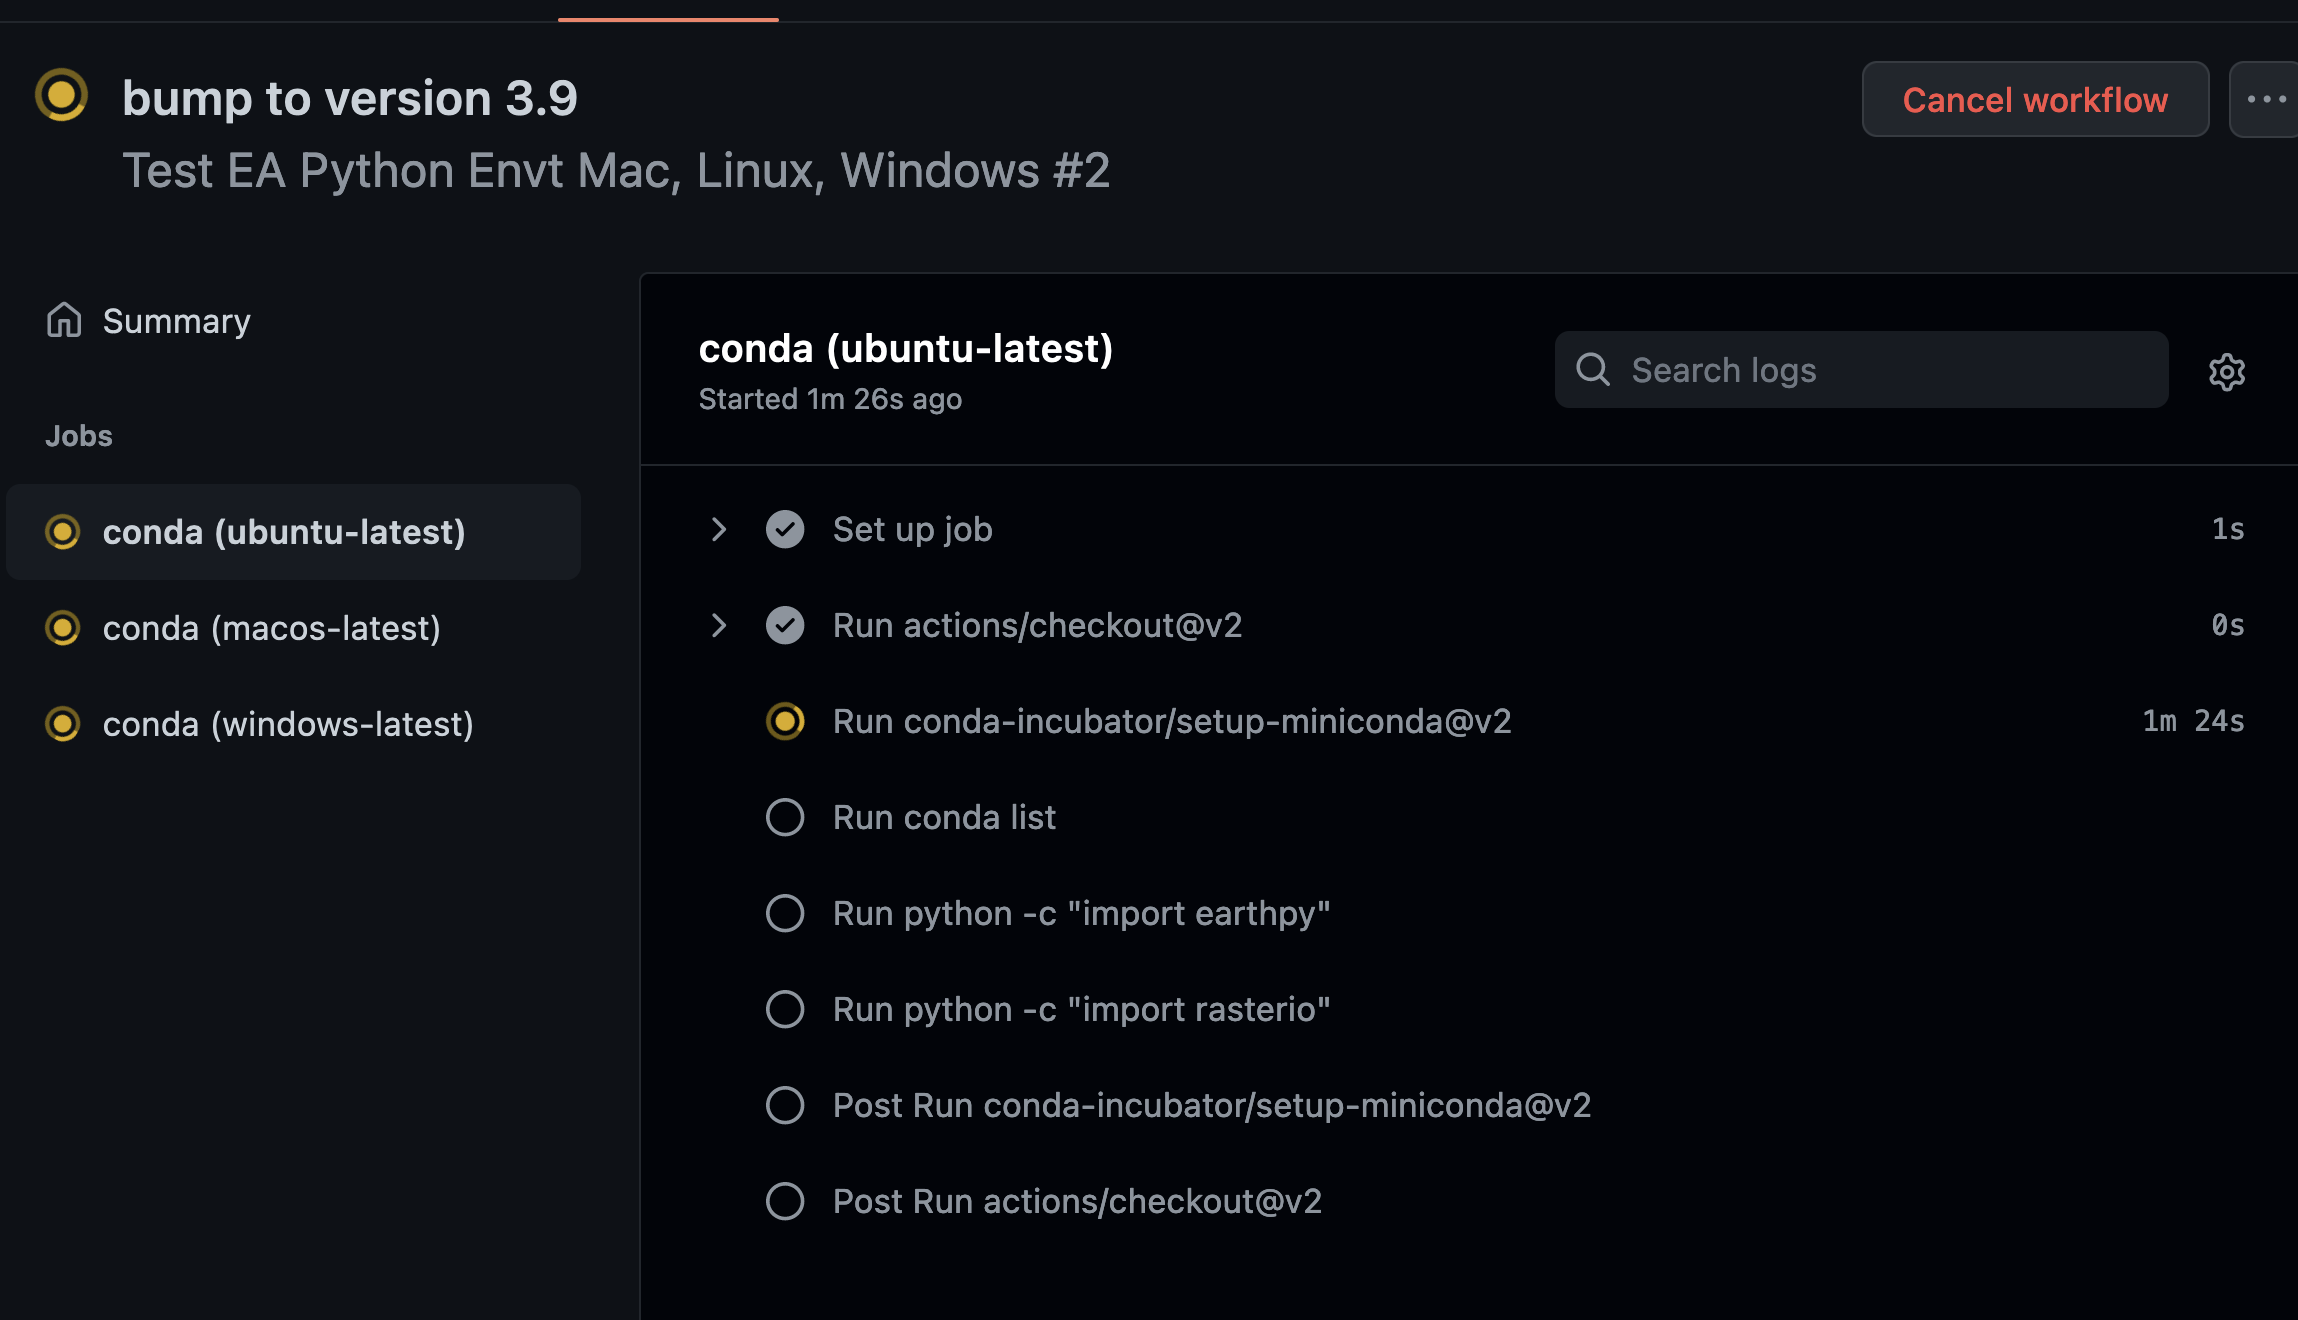 bump to version 3.9
Cancel workflow
Test EA Python Envt Mac, Linux, Windows #2
Summary
Jobs
conda (ubuntu-latest)
conda (macos-latest)
conda (windows-latest)
conda (ubuntu-latest)
Started 1m 26s ago
Search logs
Set up job 1s
Run actions/checkout@v2 0s
Run conda-incubator/setup-miniconda@v2 1m 24s
Run conda list
Run python -c "import earthpy"
Run python -c "import rasterio"
Post Run conda-incubator/setup-miniconda@v2
Post Run actions/checkout@v2